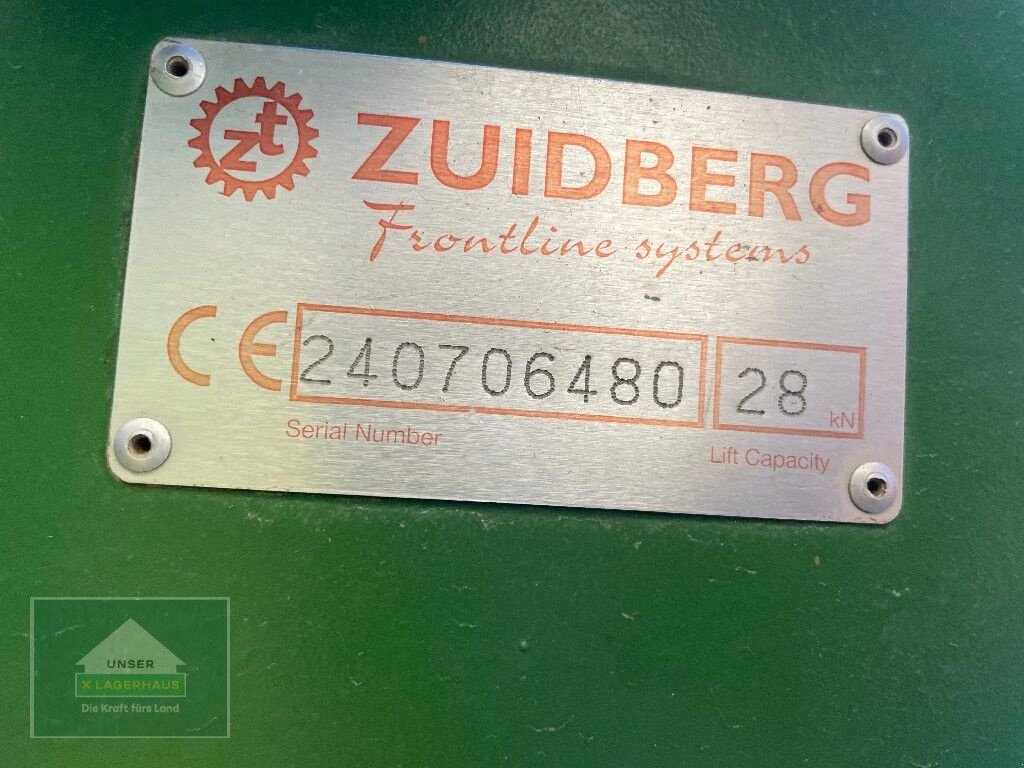 zt ZUIDBERG
Frontline systems
CE 240706480 28 kN
Serial Number
Lift Capacity
UNSER
X LAGERHAUS
Die Kraft fürs Land